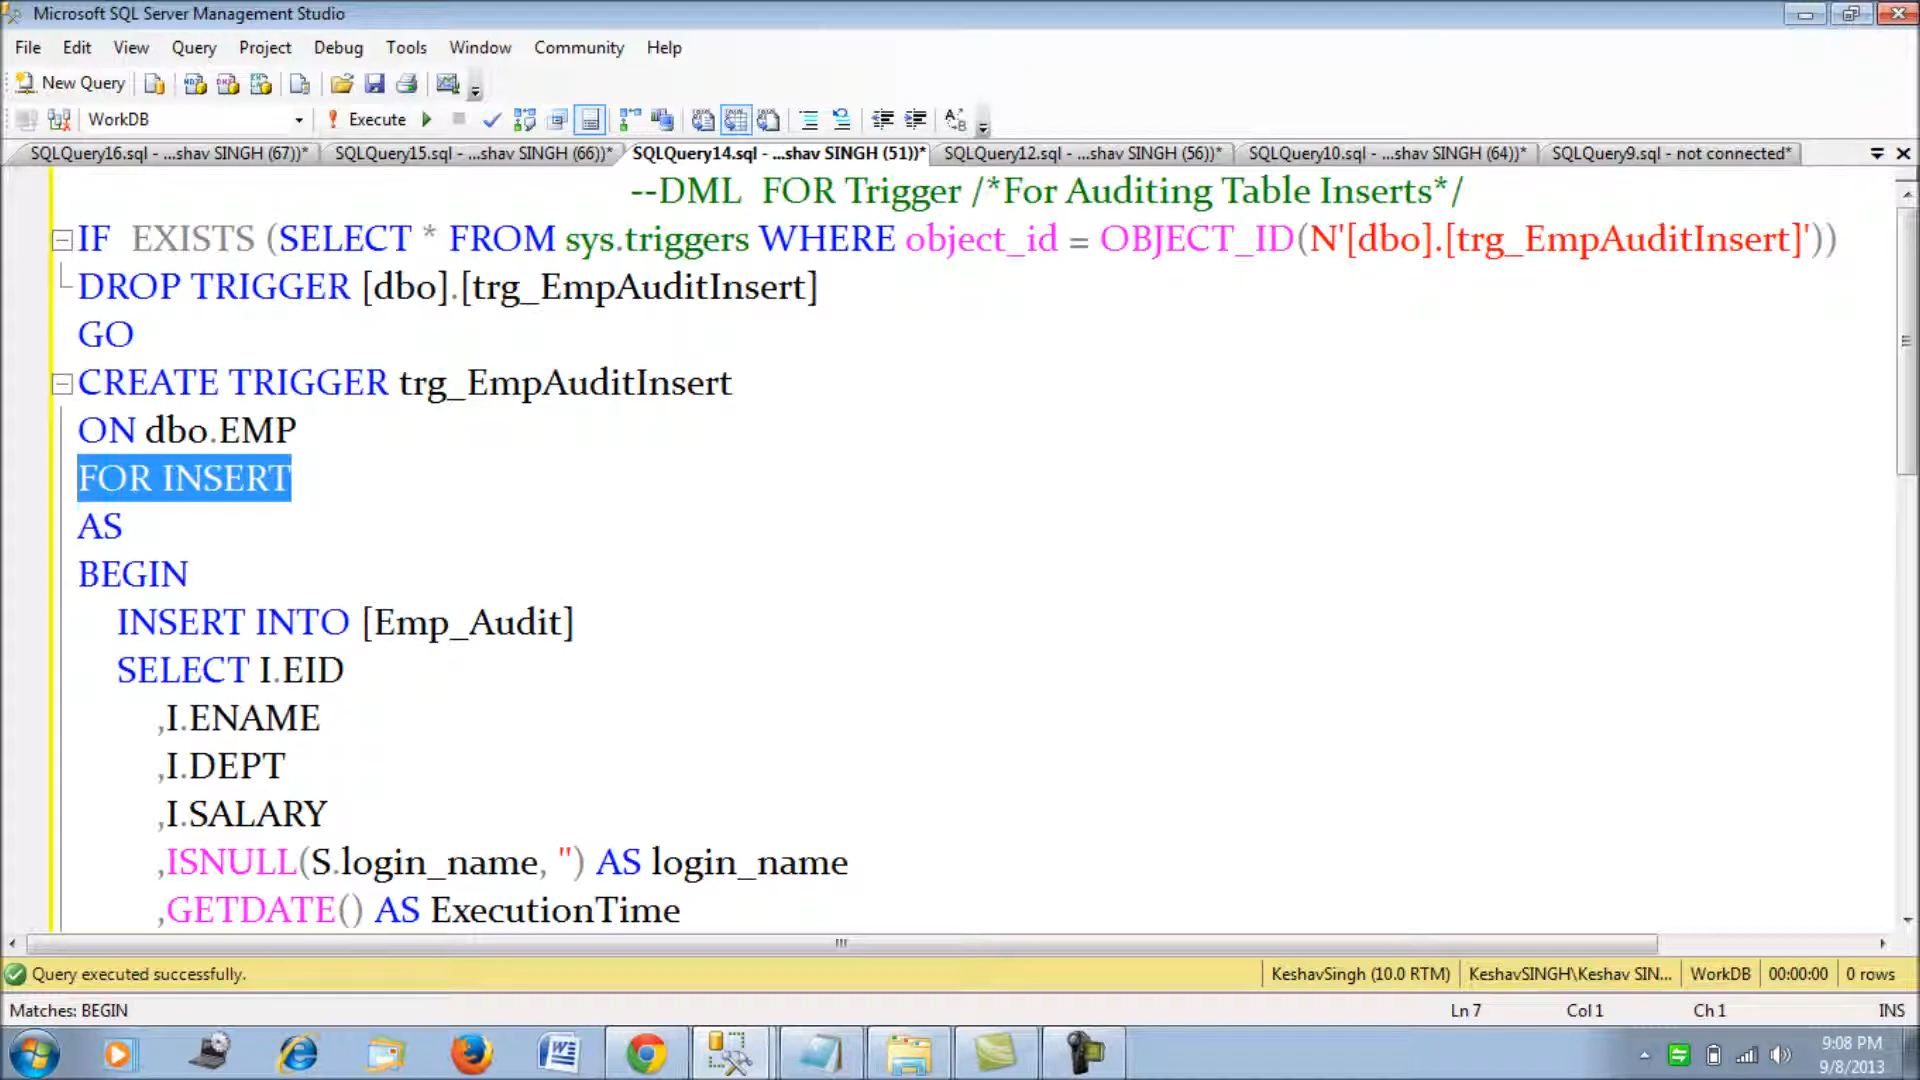 Microsoft SQL Server Management Studio
File Edit View Query Project Debug Tools Window Community Help
New Query
WorkDB Execute
SQLQuery16.sql - ...shav SINGH (67))* SQLQuery15.sql - ...shav SINGH (66))* SQLQuery14.sql - ...shav SINGH (51))* SQLQuery12.sql - ...shav SINGH (56))* SQLQuery10.sql - ...shav SINGH (64))* SQLQuery9.sql - not connected*
--DML FOR Trigger /*For Auditing Table Inserts*/
IF EXISTS (SELECT * FROM sys.triggers WHERE object_id = OBJECT_ID(N'[dbo].[trg_EmpAuditInsert]'))
DROP TRIGGER [dbo].[trg_EmpAuditInsert]
GO
CREATE TRIGGER trg_EmpAuditInsert
ON dbo.EMP
FOR INSERT
AS
BEGIN
INSERT INTO [Emp_Audit]
SELECT I.EID
,I.ENAME
,I.DEPT
,I.SALARY
,ISNULL(S.login_name, '') AS login_name
,GETDATE() AS ExecutionTime
Query executed successfully. KeshavSingh (10.0 RTM) KeshavSINGH\Keshav SIN... WorkDB 00:00:00 0 rows
Matches: BEGIN Ln 7 Col 1 Ch 1 INS
9:08 PM
9/8/2013